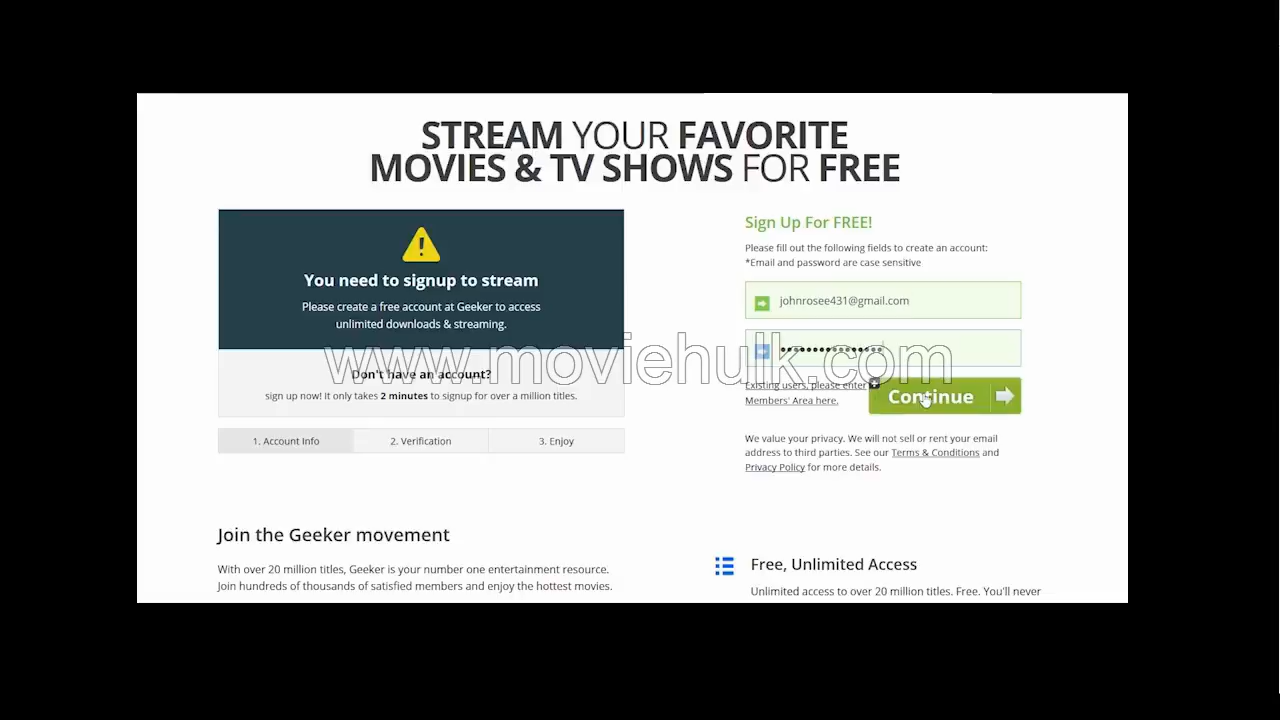 STREAM YOUR FAVORITE
MOVIES & TV SHOWS FOR FREE
You need to signup to stream
Please create a free account at Geeker to access
unlimited downloads & streaming.
Don't have an account?
sign up now! It only takes 2 minutes to signup for over a million titles.
1. Account Info
2. Verification
3. Enjoy
Sign Up For FREE!
Please fill out the following fields to create an account:
*Email and password are case sensitive
johnrosee431@gmail.com
www.moviehulk.com
Existing users, please enter
Members' Area here.
Continue
We value your privacy. We will not sell or rent your email
address to third parties. See our Terms & Conditions and
Privacy Policy for more details.
Join the Geeker movement
With over 20 million titles, Geeker is your number one entertainment resource.
Join hundreds of thousands of satisfied members and enjoy the hottest movies.
Free, Unlimited Access
Unlimited access to over 20 million titles. Free. You'll never